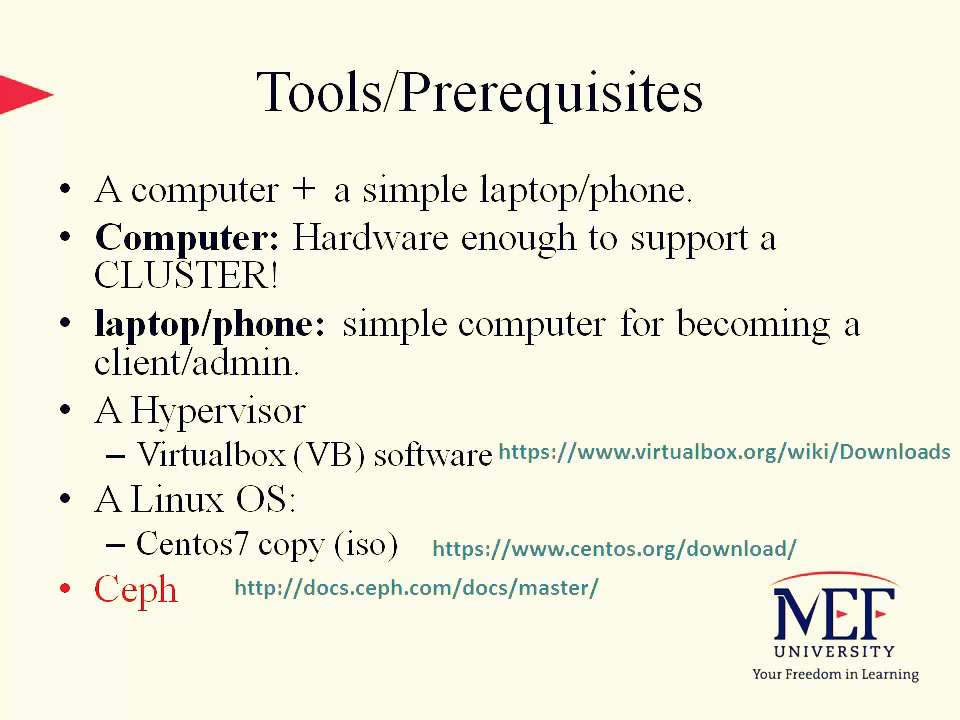 Tools/Prerequisites
• A computer + a simple laptop/phone.
• Computer: Hardware enough to support a
CLUSTER!
• laptop/phone: simple computer for becoming a
client/admin.
• A Hypervisor
– Virtualbox (VB) software https://www.virtualbox.org/wiki/Downloads
• A Linux OS:
– Centos7 copy (iso) https://www.centos.org/download/
• Ceph http://docs.ceph.com/docs/master/
MEF
UNIVERSITY
Your Freedom in Learning